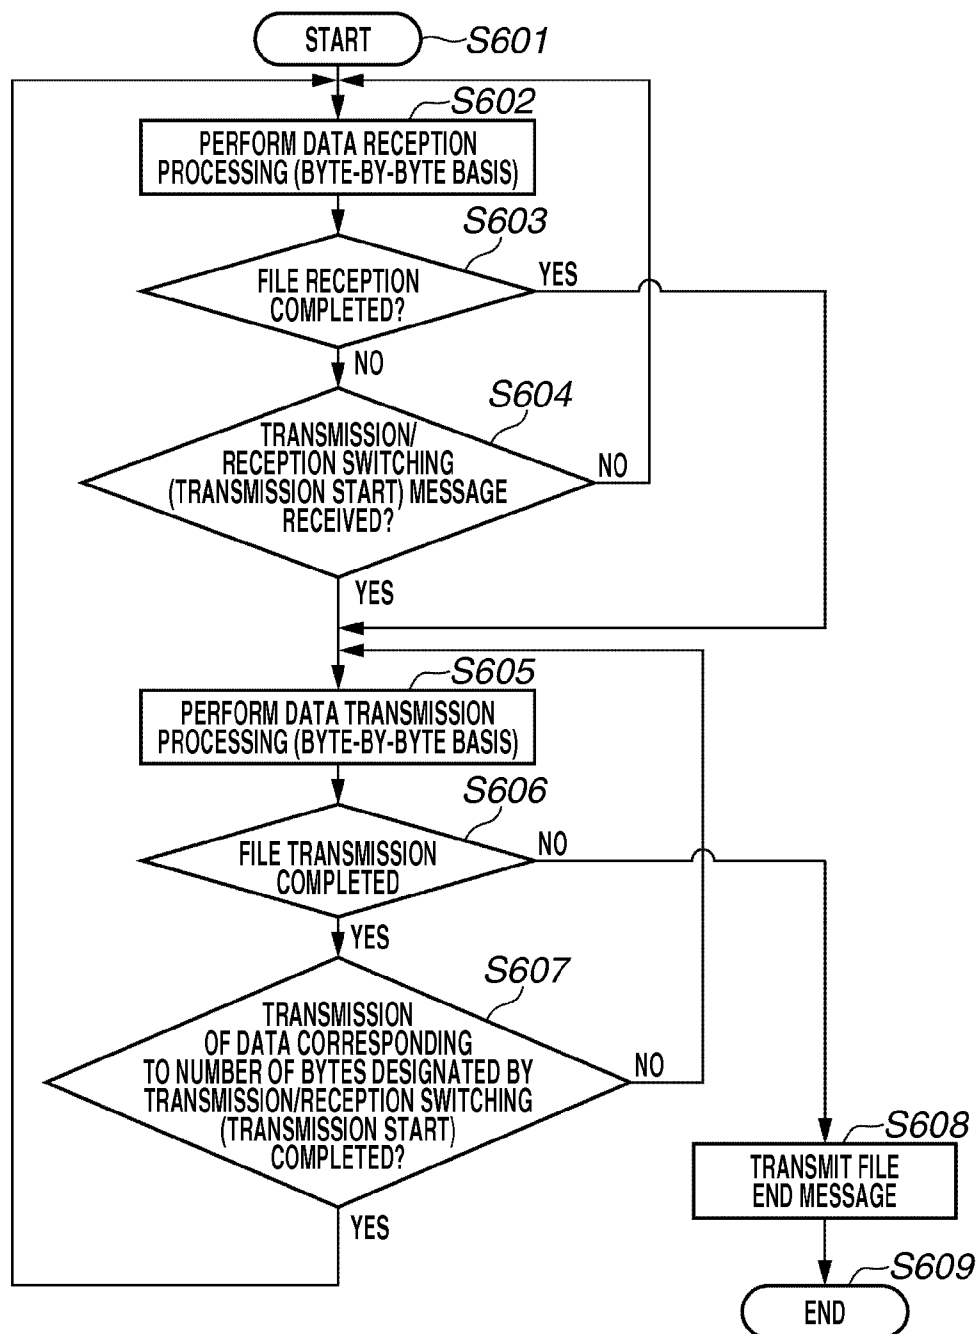 START
S601
S602
PERFORM DATA RECEPTION
PROCESSING (BYTE-BY-BYTE BASIS)
S603
FILE RECEPTION
COMPLETED?
YES
NO
S604
TRANSMISSION/
RECEPTION SWITCHING
(TRANSMISSION START) MESSAGE
RECEIVED?
NO
YES
S605
PERFORM DATA TRANSMISSION
PROCESSING (BYTE-BY-BYTE BASIS)
S606
FILE TRANSMISSION
COMPLETED
NO
YES
S607
TRANSMISSION
OF DATA CORRESPONDING
TO NUMBER OF BYTES DESIGNATED BY
TRANSMISSION/RECEPTION SWITCHING
(TRANSMISSION START)
COMPLETED?
NO
YES
S608
TRANSMIT FILE
END MESSAGE
S609
END